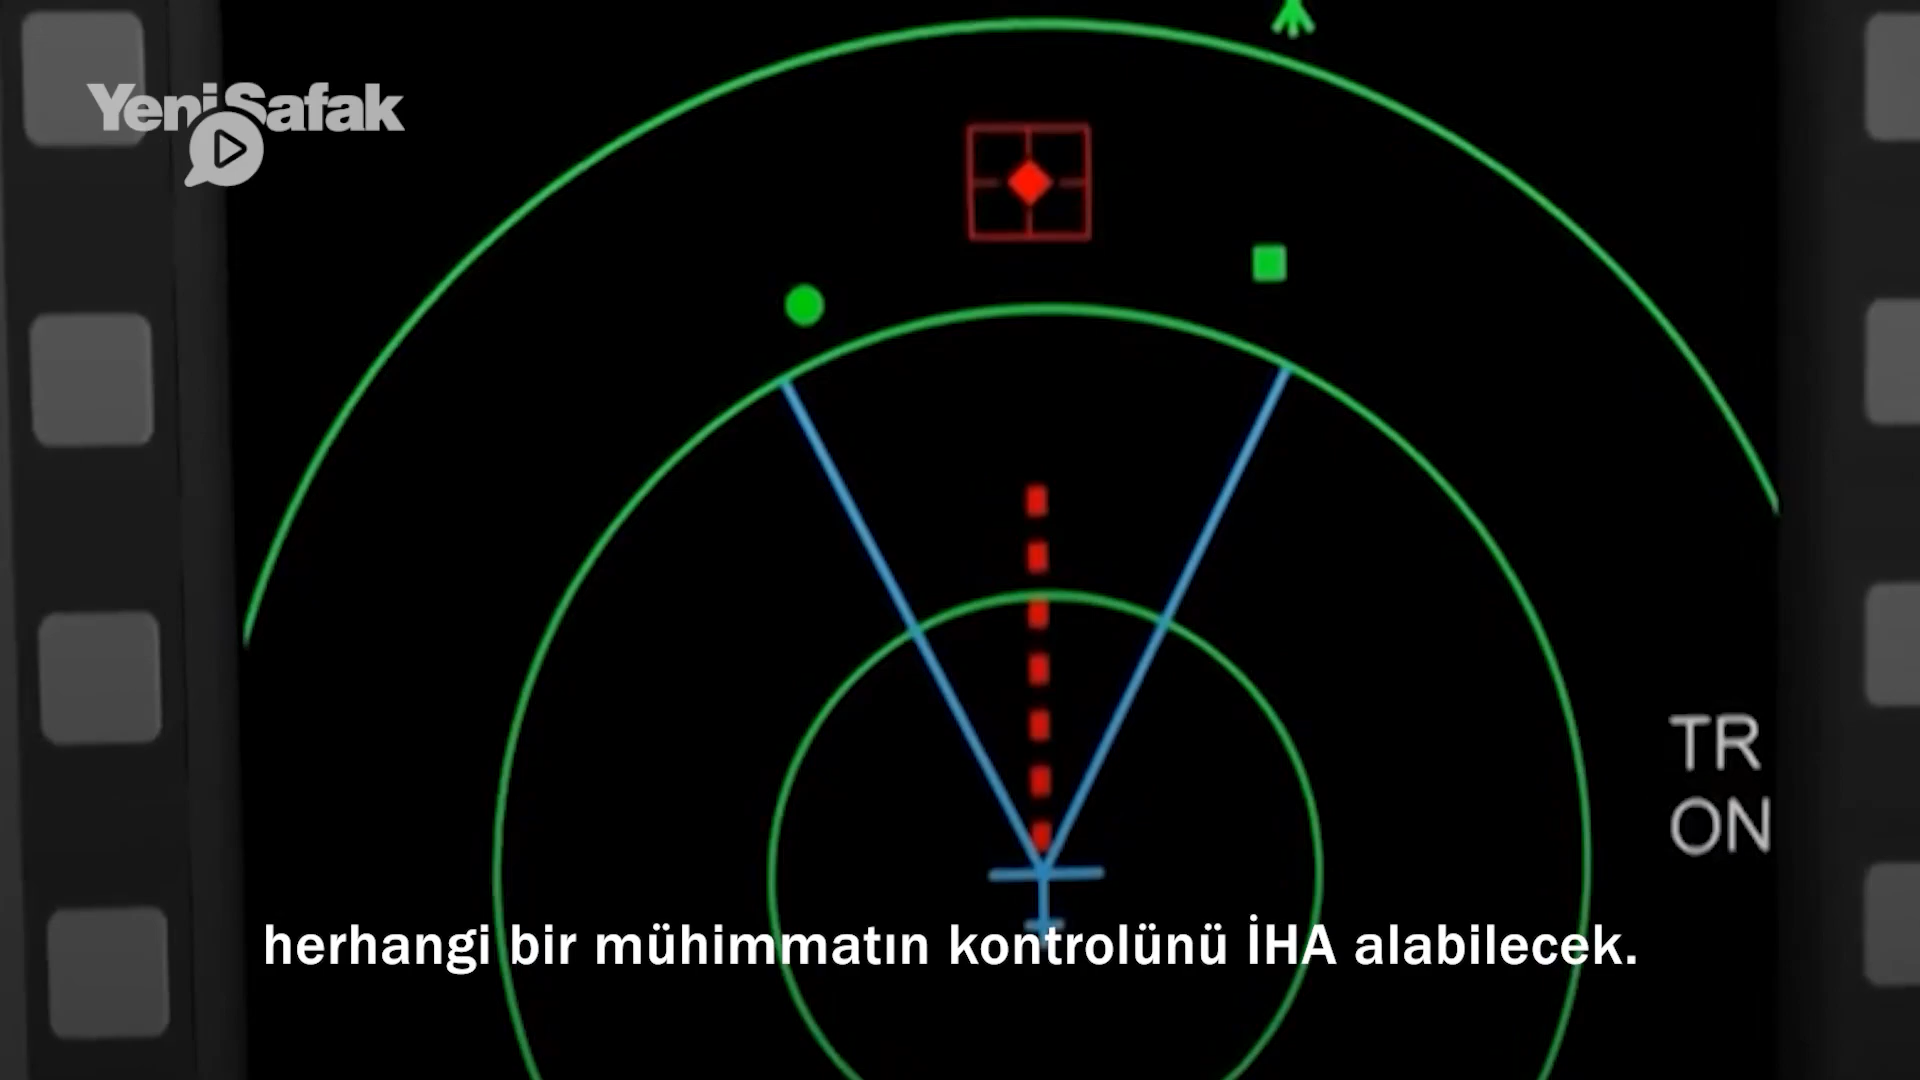 YeniSafak
TR
ON
herhangi bir mühimmatın kontrolünü İHA alabilecek.